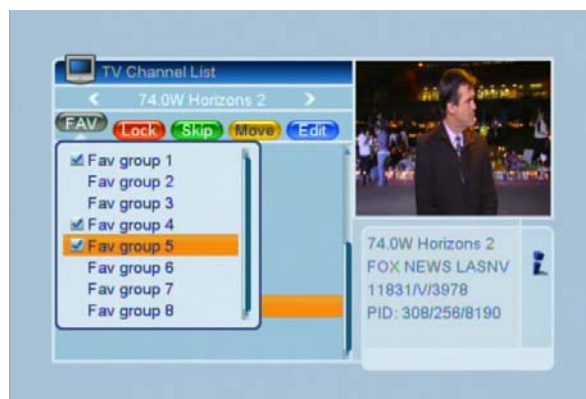 TV Channel List
74.0W Horizons 2
FAV Lock Skip Move Edit
Fav group 1
Fav group 2
Fav group 3
Fav group 4
Fav group 5
Fav group 6
Fav group 7
Fav group 8
74.0W Horizons 2
FOX NEWS LASNV
11831/V/3978
PID: 308/256/8190